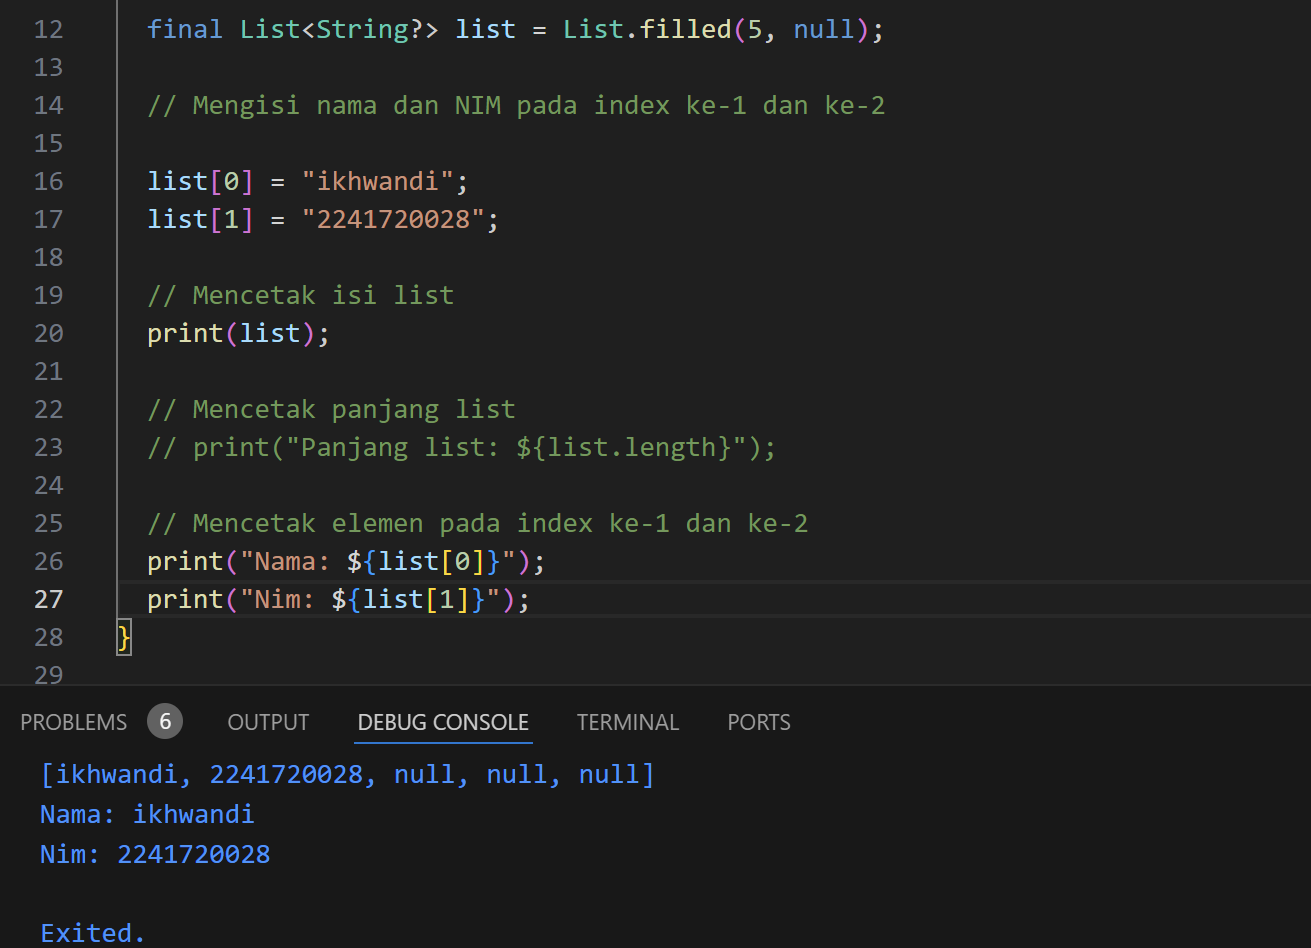 12 final List<String?> list = List.filled(5, null);
13
14 // Mengisi nama dan NIM pada index ke-1 dan ke-2
15
16 list[0] = "ikhwandi";
17 list[1] = "2241720028";
18
19 // Mencetak isi list
20 print(list);
21
22 // Mencetak panjang list
23 // print("Panjang list: ${list.length}");
24
25 // Mencetak elemen pada index ke-1 dan ke-2
26 print("Nama: ${list[0]}");
27 print("Nim: ${list[1]}");
28 }
29
PROBLEMS 6 OUTPUT DEBUG CONSOLE TERMINAL PORTS
[ikhwandi, 2241720028, null, null, null]
Nama: ikhwandi
Nim: 2241720028
Exited.